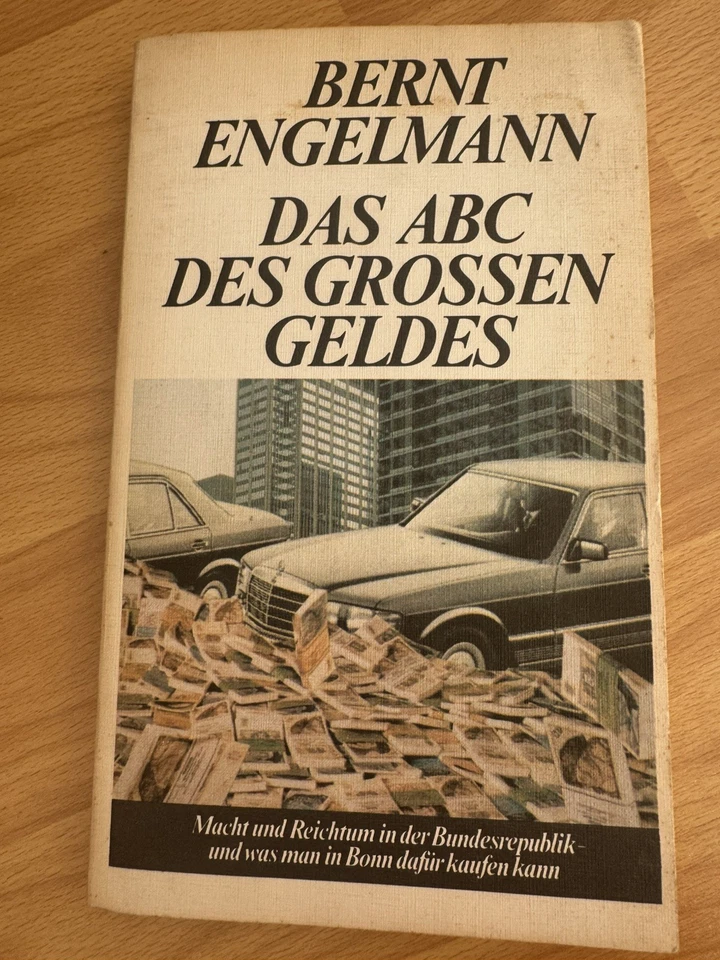 BERNT
ENGELMANN
DAS ABC
DES GROSSEN
GELDES
Macht und Reichtum in der Bundesrepublik-
und was man in Bonn dafür kaufen kann